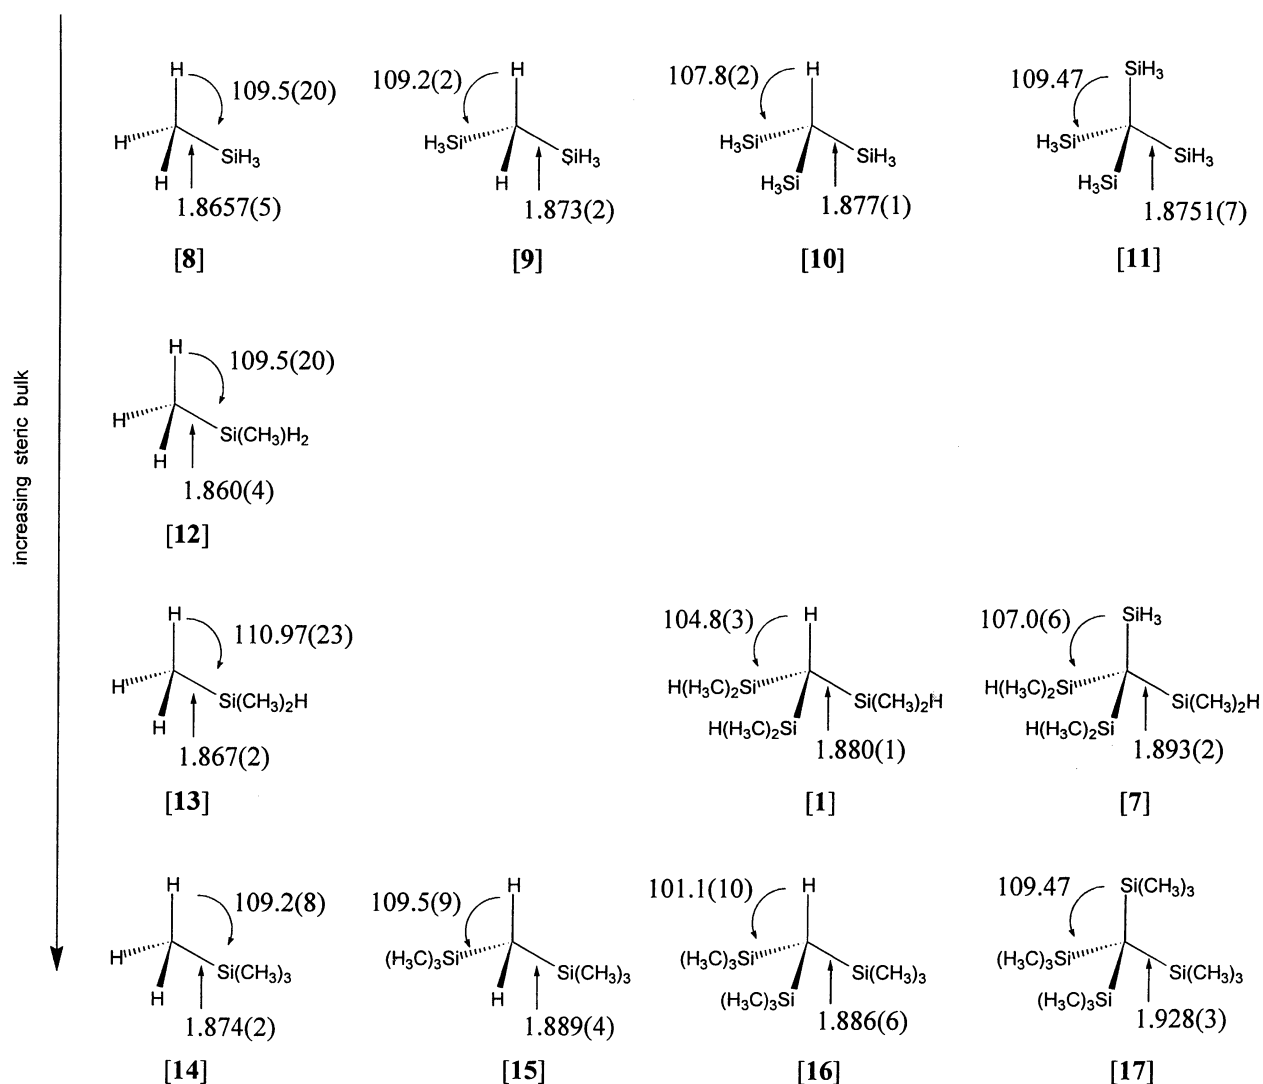 increasing steric bulk
H
109.5(20)
H
SiH3
H
1.8657(5)
[8]
109.2(2)
H
H3Si
SiH3
H
1.873(2)
[9]
107.8(2)
H
H3Si
SiH3
H3Si
1.877(1)
[10]
109.47
SiH3
H3Si
SiH3
H3Si
1.8751(7)
[11]
H
109.5(20)
H
Si(CH3)H2
H
1.860(4)
[12]
H
110.97(23)
H
Si(CH3)2H
H
1.867(2)
[13]
104.8(3)
H
H(H3C)2Si
Si(CH3)2H
H(H3C)2Si
1.880(1)
[1]
107.0(6)
SiH3
H(H3C)2Si
Si(CH3)2H
H(H3C)2Si
1.893(2)
[7]
H
109.2(8)
H
Si(CH3)3
H
1.874(2)
[14]
109.5(9)
H
(H3C)3Si
Si(CH3)3
H
1.889(4)
[15]
101.1(10)
H
(H3C)3Si
Si(CH3)3
(H3C)3Si
1.886(6)
[16]
109.47
Si(CH3)3
(H3C)3Si
Si(CH3)3
(H3C)3Si
1.928(3)
[17]